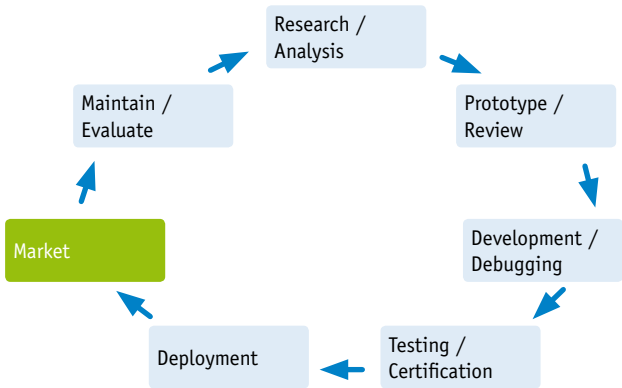 Research /
Analysis
Prototype /
Review
Development /
Debugging
Testing /
Certification
Deployment
Market
Maintain /
Evaluate